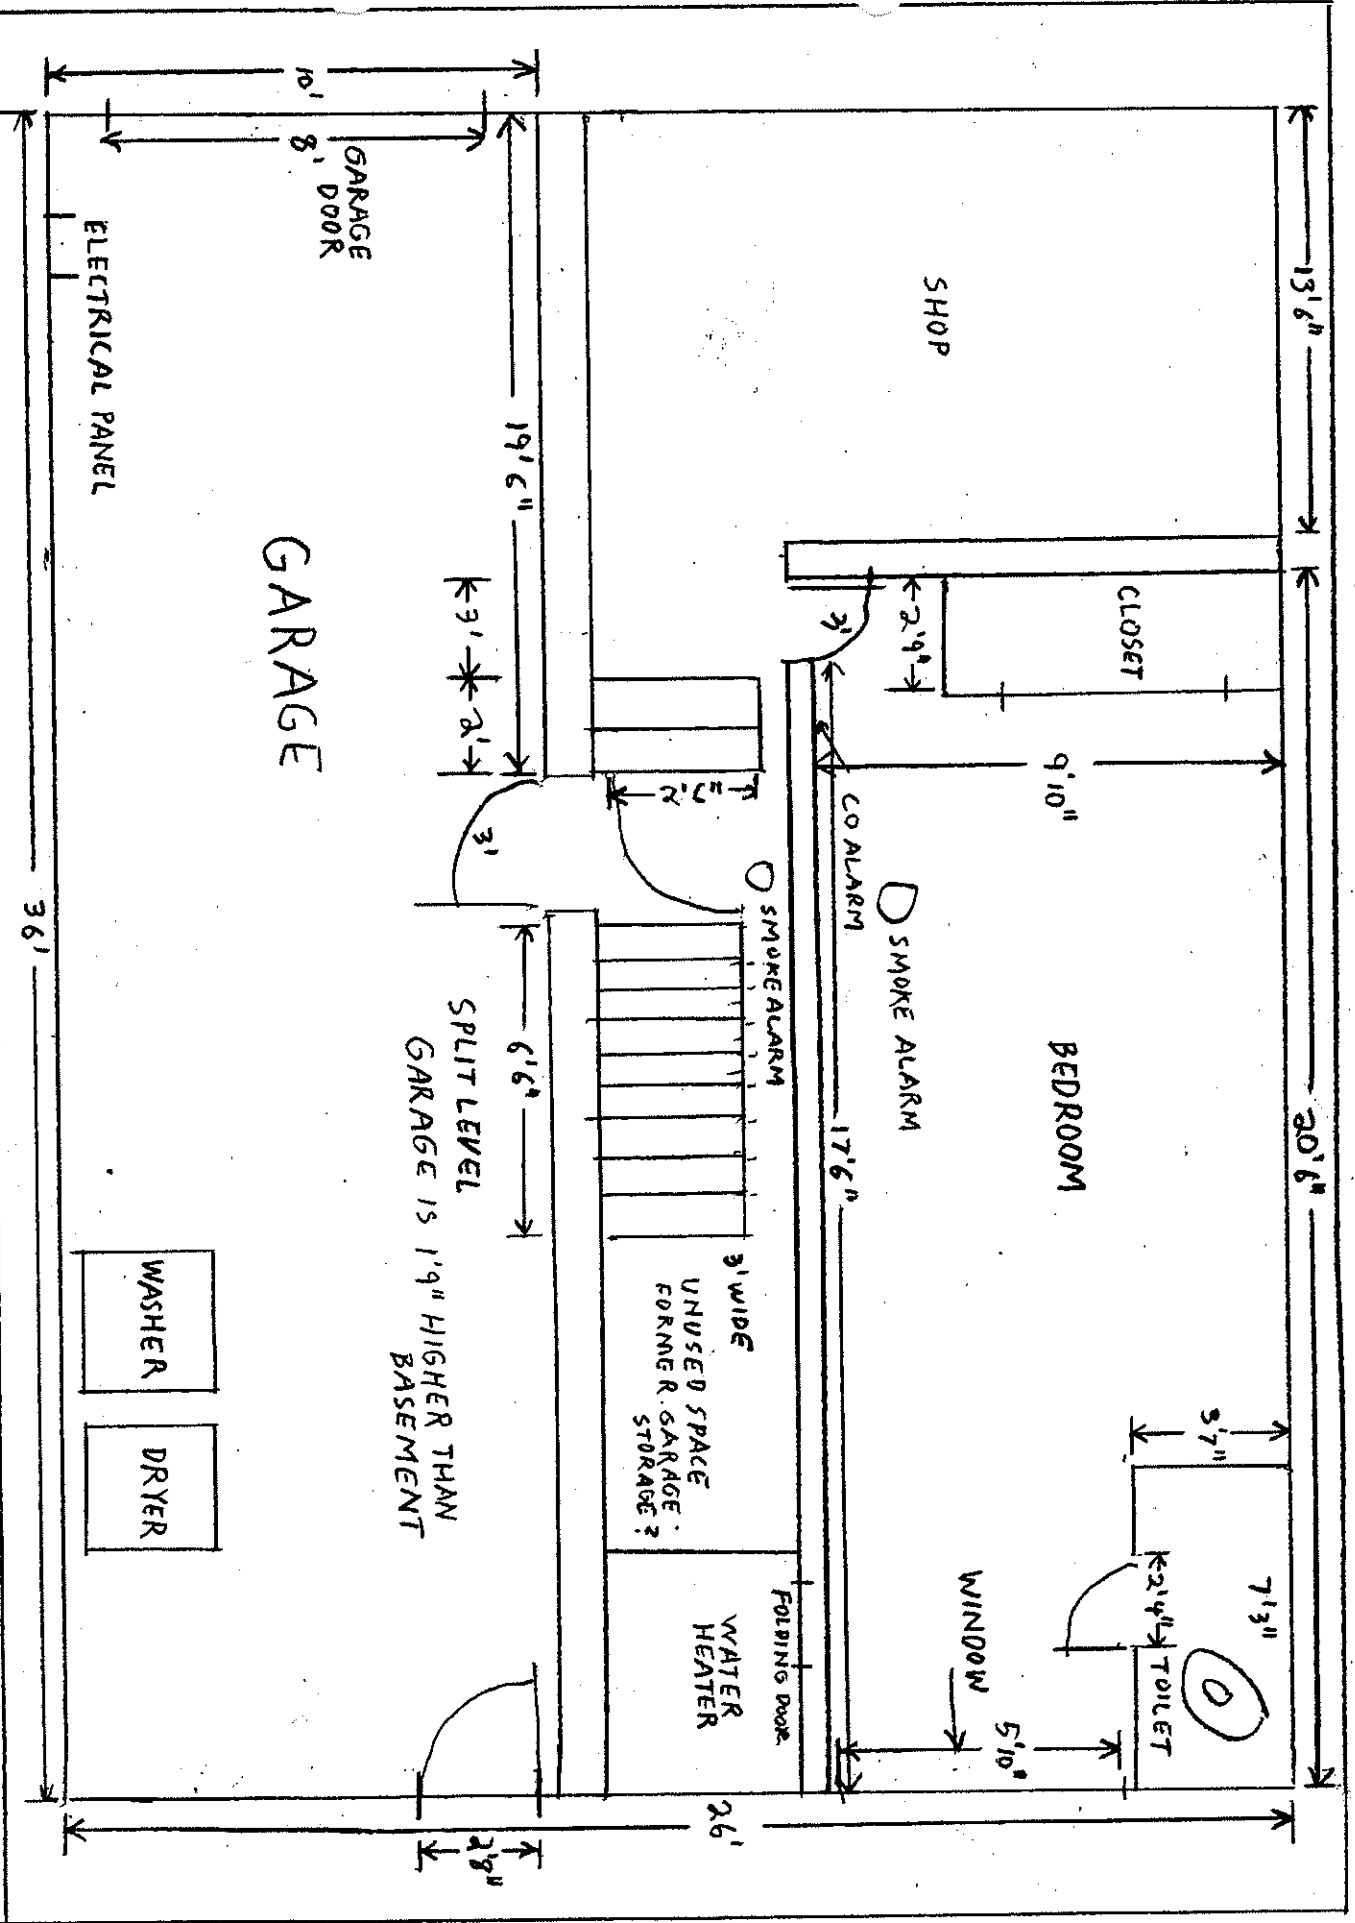 13'6"
20'6"
SHOP
CLOSET
2'9"
3'
9'10"
CO ALARM
SMOKE ALARM
BEDROOM
17'6"
3'7"
7'3"
2'4"
TOILET
WINDOW
5'10"
SMOKE ALARM
2'6"
3' WIDE
UNUSED SPACE
FORMER GARAGE
STORAGE?
FOLDING DOOR
WATER
HEATER
10'
8'
GARAGE
DOOR
19'6"
3'
2'
3'
6'6"
SPLIT LEVEL
GARAGE IS 1'9" HIGHER THAN
BASEMENT
GARAGE
ELECTRICAL PANEL
WASHER
DRYER
2'8"
26'
36'